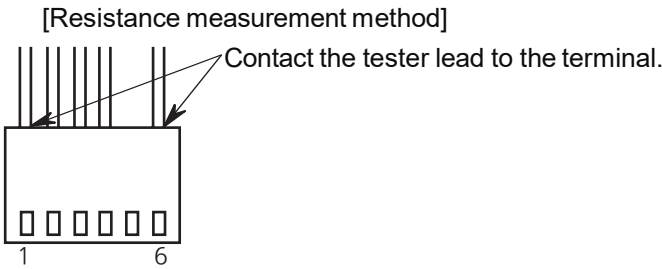 [Resistance measurement method]
Contact the tester lead to the terminal.
1 6